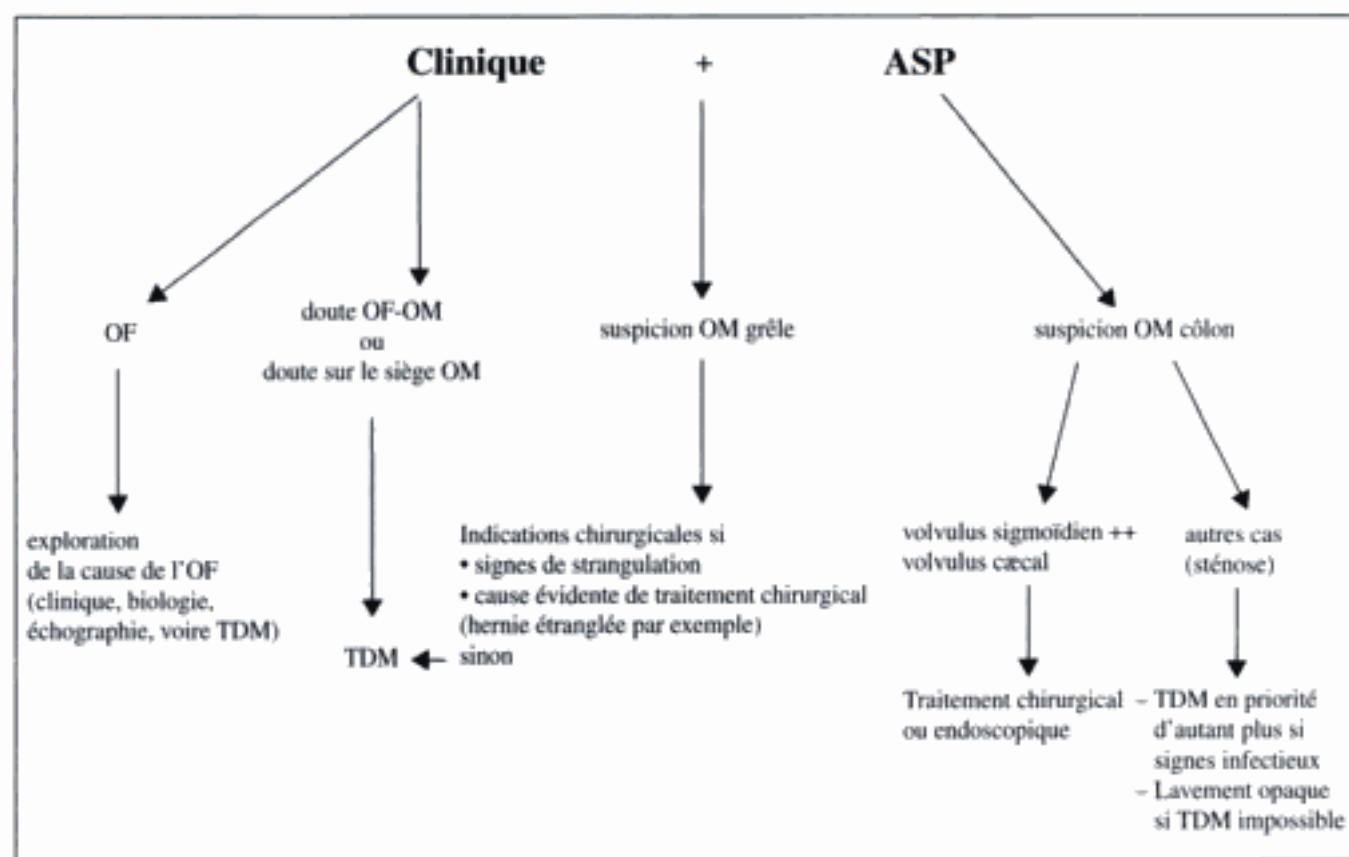 Clinique + ASP
OF
doute OF-OM
ou
doute sur le siège OM
suspicion OM grêle
suspicion OM côlon
exploration
de la cause de l'OF
(clinique, biologie,
échographie, voire TDM)
TDM
Indications chirurgicales si
• signes de strangulation
• cause évidente de traitement chirurgical
(hernie étranglée par exemple)
sinon
volvulus sigmoïdien ++
volvulus cæcal
autres cas
(sténose)
Traitement chirurgical
ou endoscopique
– TDM en priorité
d'autant plus si
signes infectieux
– Lavement opaque
si TDM impossible